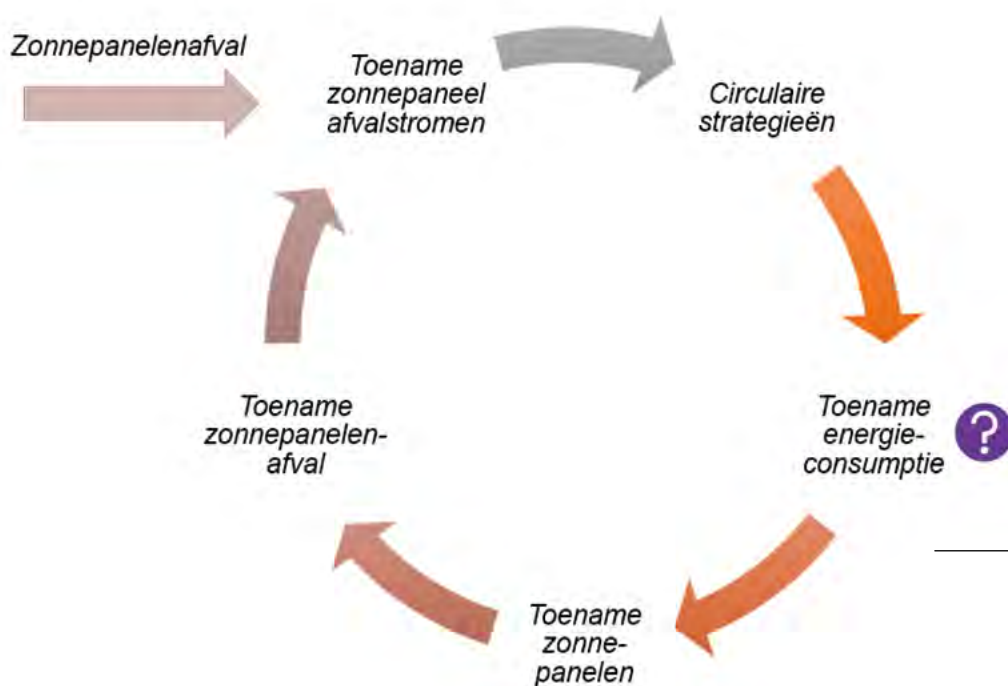 Zonnepanelenafval
Toename
zonnepaneel
afvalstromen
Circulaire
strategieën
Toename
energie-
consumptie
?
Toename
zonne-
panelen
Toename
zonnepanelen-
afval